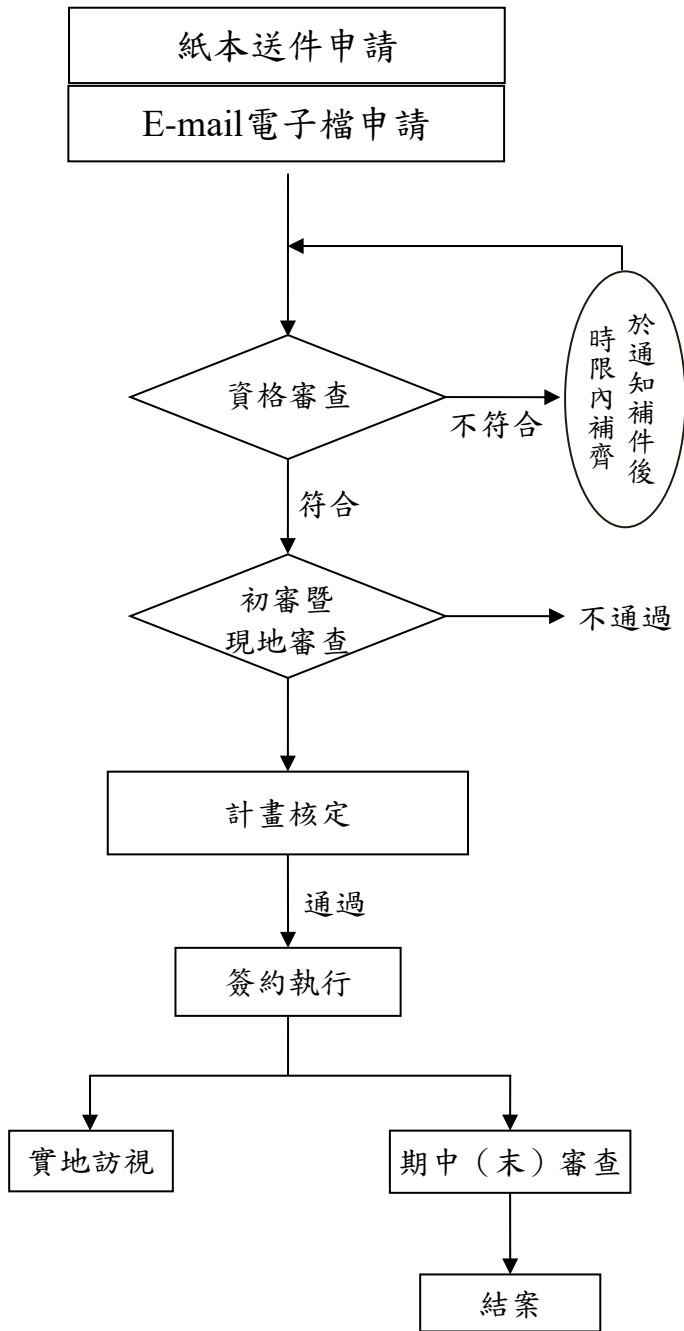 紙本送件申請
E-mail電子檔申請
於通知補件後
時限內補齊
資格審查
不符合
符合
初審暨
現地審查
不通過
計畫核定
通過
簽約執行
實地訪視
期中（末）審查
結案